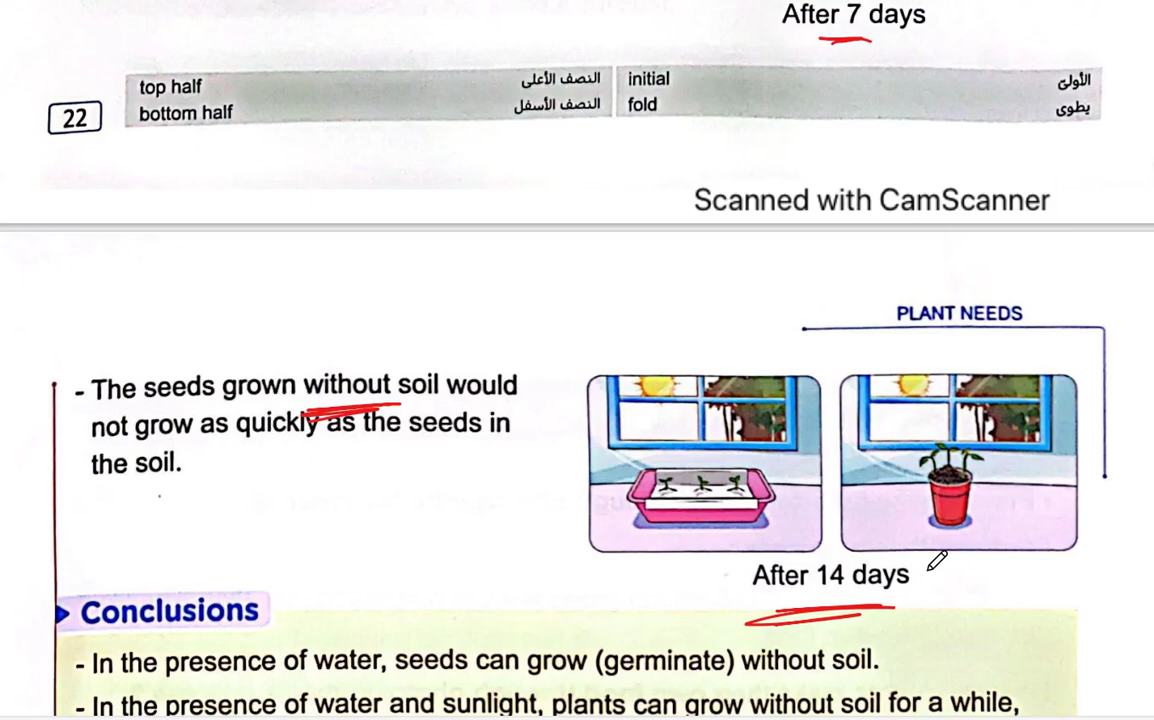 After 7 days
top half النصف الأعلى initial الأولى
bottom half النصف الأسفل fold يطوى
22
Scanned with CamScanner
PLANT NEEDS
- The seeds grown without soil would
not grow as quickly as the seeds in
the soil.
After 14 days
Conclusions
- In the presence of water, seeds can grow (germinate) without soil.
- In the presence of water and sunlight, plants can grow without soil for a while,